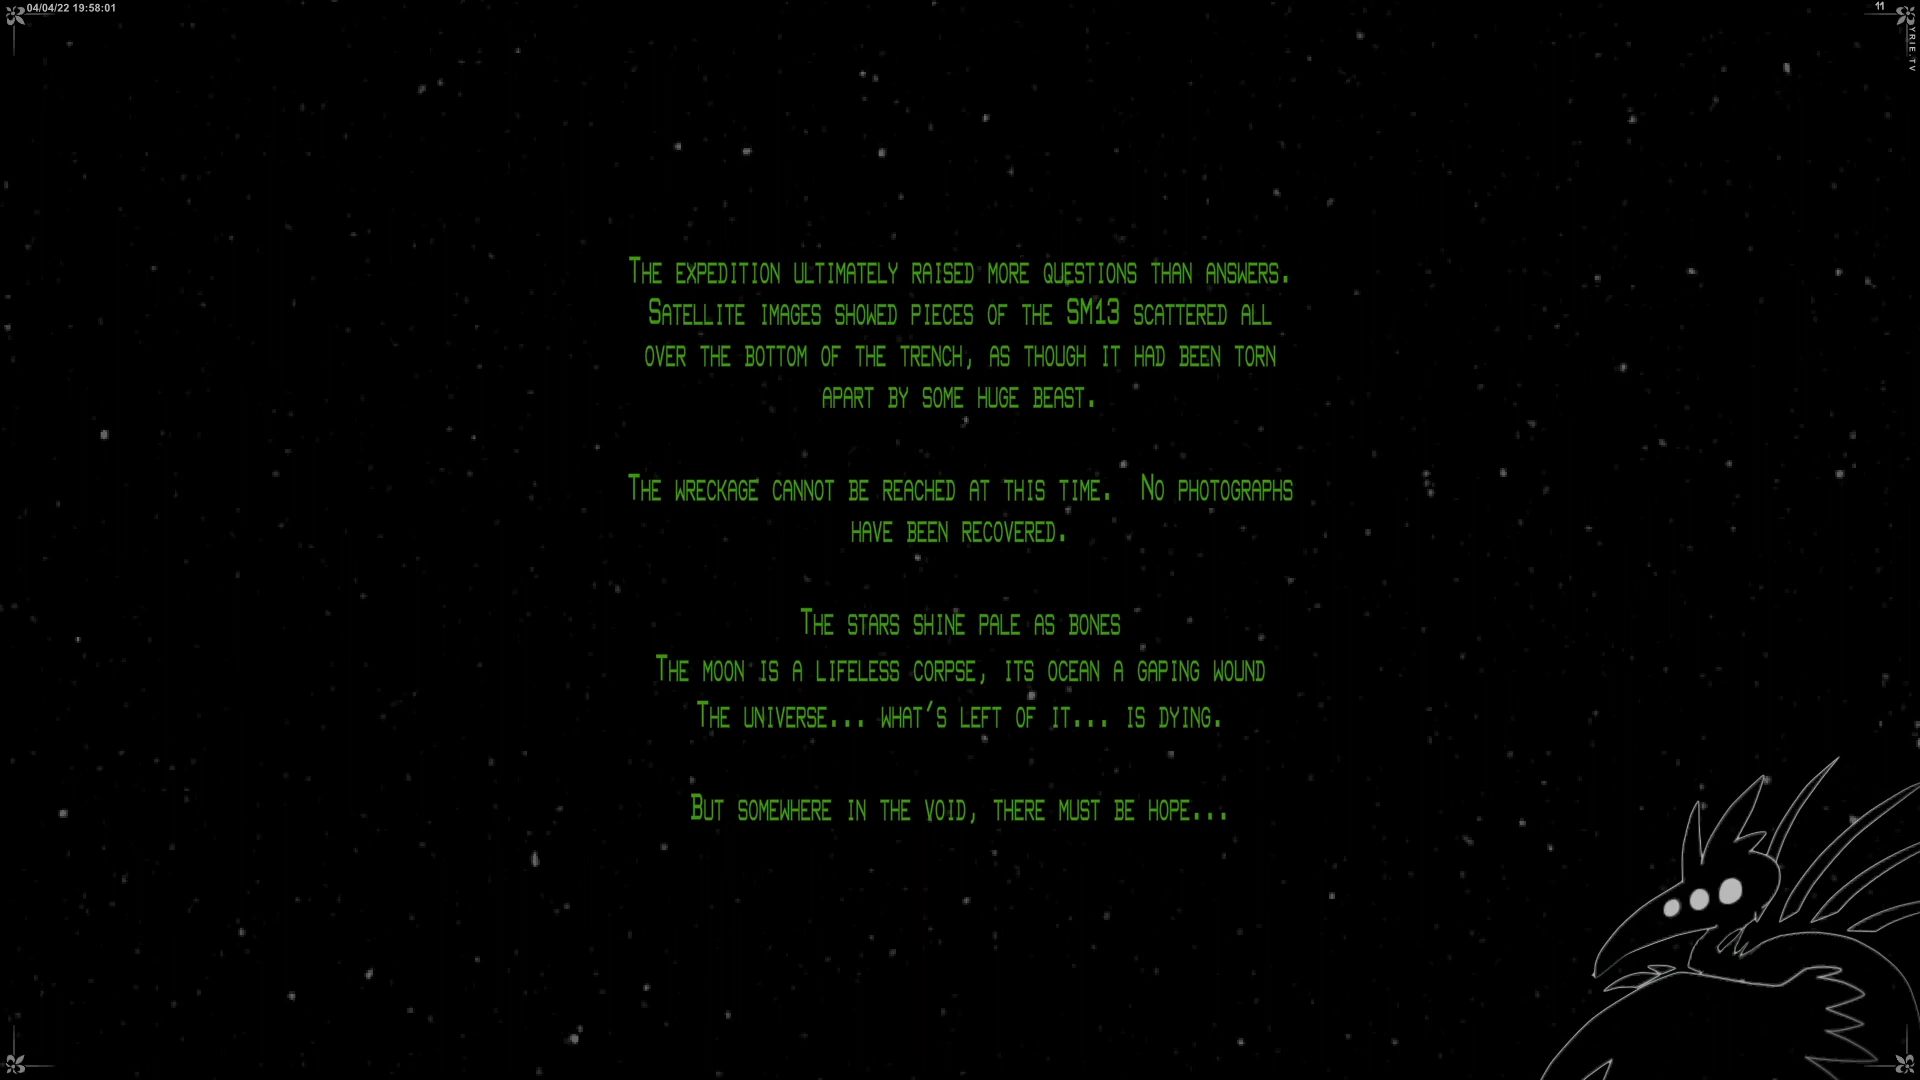 04/04/22 19:58:01
11
YRIE.TV
The expedition ultimately raised more questions than answers.
Satellite images showed pieces of the SM13 scattered all
over the bottom of the trench, as though it had been torn
apart by some huge beast.
The wreckage cannot be reached at this time.  No photographs
have been recovered.
The stars shine pale as bones
The moon is a lifeless corpse, its ocean a gaping wound
The universe... what's left of it... is dying.
But somewhere in the void, there must be hope...